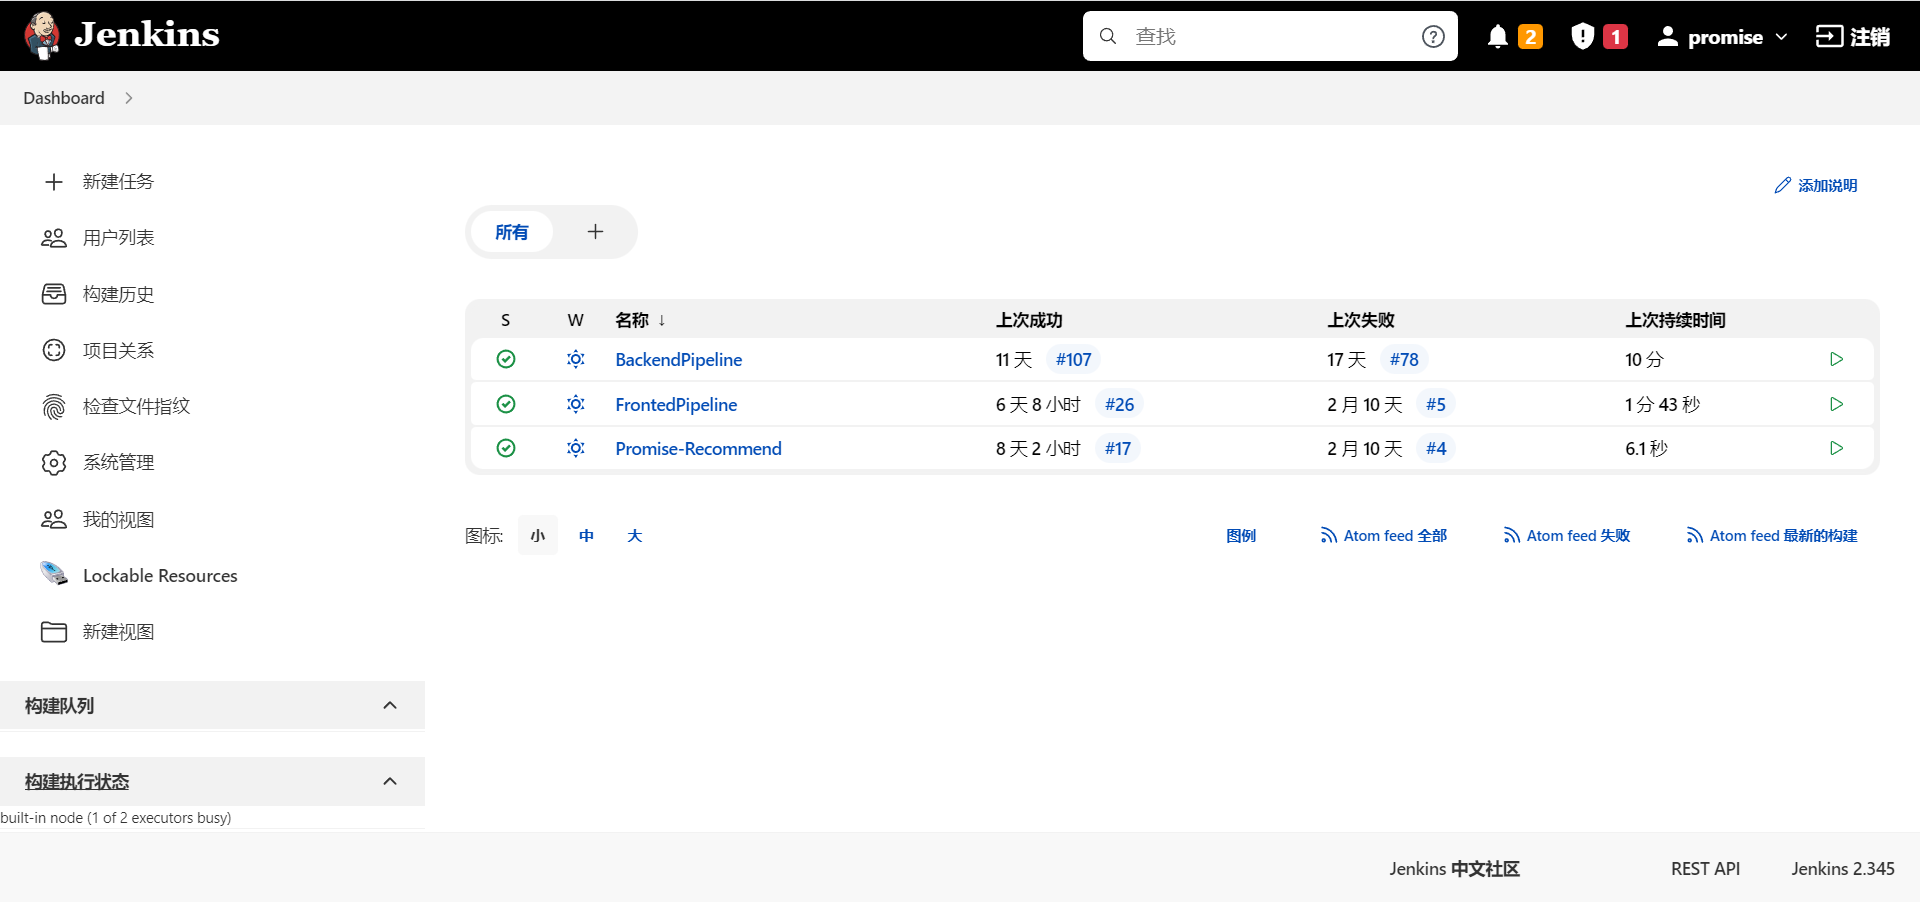 Jenkins
查找
2
1
promise
注销
Dashboard
新建任务
用户列表
构建历史
项目关系
检查文件指纹
系统管理
我的视图
Lockable Resources
新建视图
构建队列
构建执行状态
built-in node (1 of 2 executors busy)
添加说明
所有
S W 名称 ↓ 上次成功 上次失败 上次持续时间
BackendPipeline 11 天 #107 17 天 #78 10 分
FrontedPipeline 6 天 8 小时 #26 2 月 10 天 #5 1 分 43 秒
Promise-Recommend 8 天 2 小时 #17 2 月 10 天 #4 6.1 秒
图标: 小 中 大
图例 Atom feed 全部 Atom feed 失败 Atom feed 最新的构建
Jenkins 中文社区 REST API Jenkins 2.345